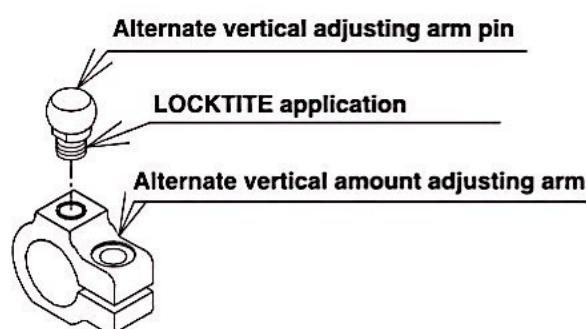 Alternate vertical adjusting arm pin
LOCKTITE application
Alternate vertical amount adjusting arm